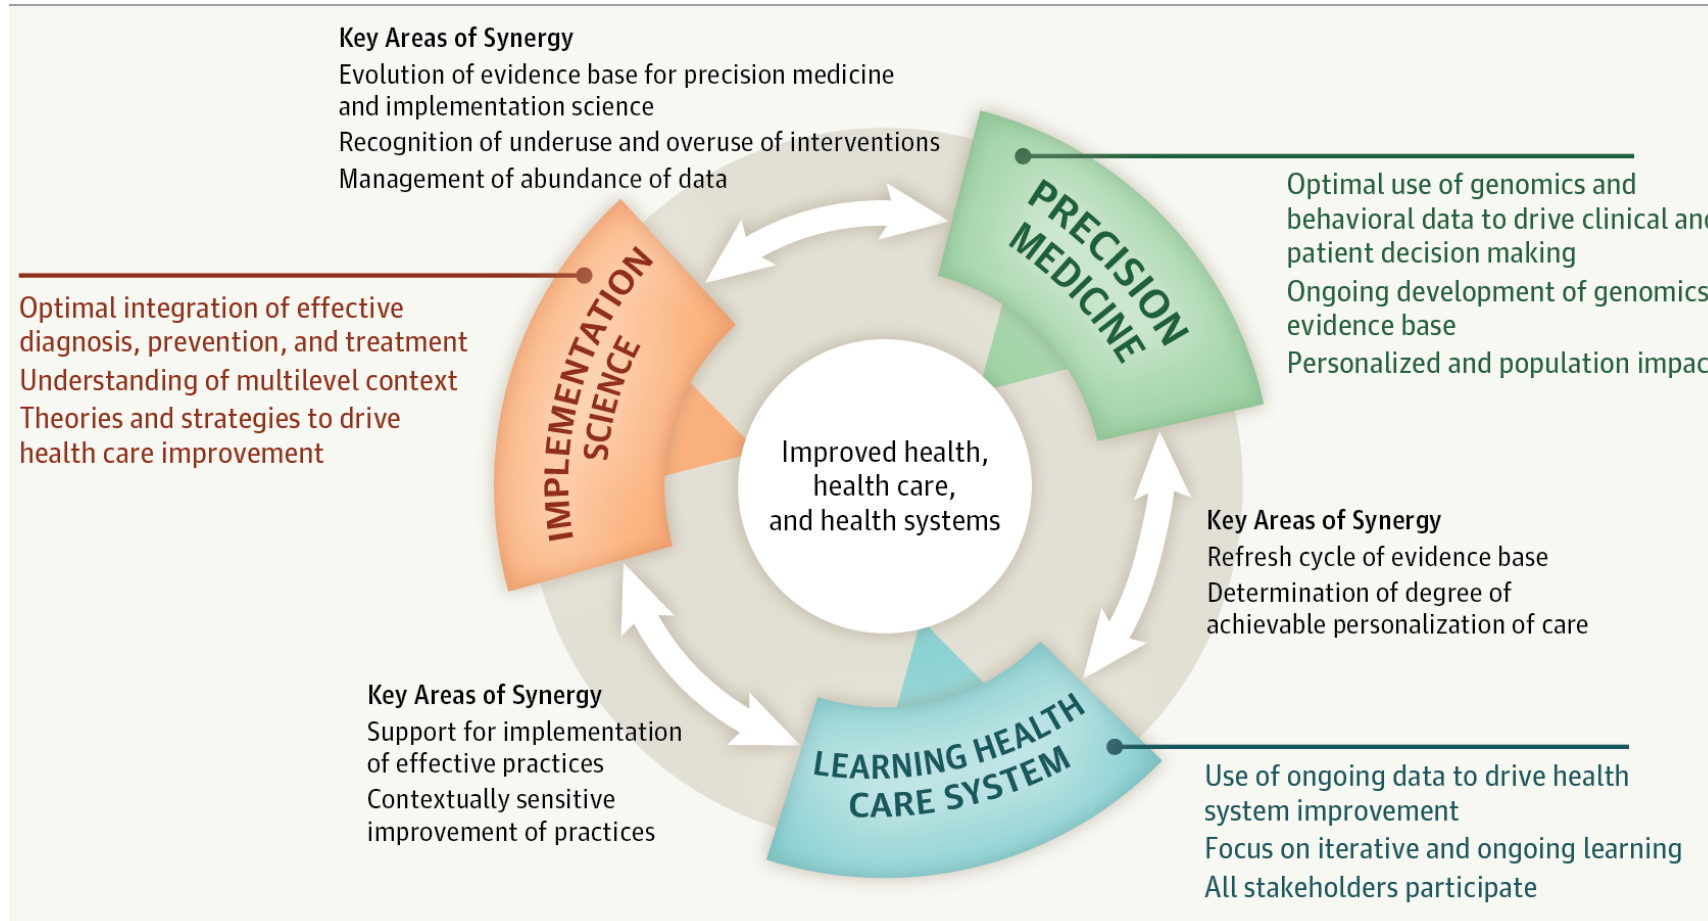 Key Areas of Synergy
Evolution of evidence base for precision medicine
and implementation science
Recognition of underuse and overuse of interventions
Management of abundance of data
PRECISION
MEDICINE
Optimal use of genomics and
behavioral data to drive clinical an
patient decision making
Ongoing development of genomics
evidence base
Personalized and population impac
IMPLEMENTATION
SCIENCE
Optimal integration of effective
diagnosis, prevention, and treatment
Understanding of multilevel context
Theories and strategies to drive
health care improvement
Improved health,
health care,
and health systems
Key Areas of Synergy
Refresh cycle of evidence base
Determination of degree of
achievable personalization of care
Key Areas of Synergy
Support for implementation
of effective practices
Contextually sensitive
improvement of practices
LEARNING HEALTH
CARE SYSTEM
Use of ongoing data to drive health
system improvement
Focus on iterative and ongoing learning
All stakeholders participate